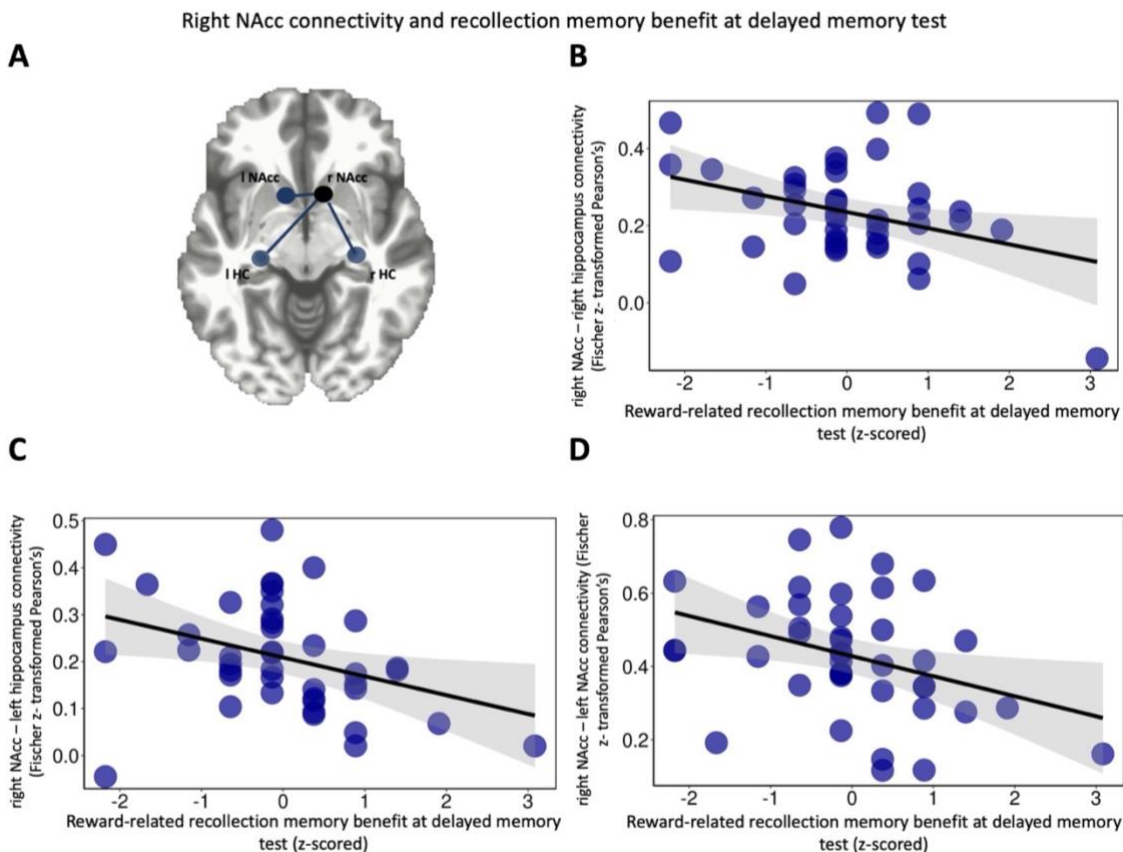 Right NAcc connectivity and recollection memory benefit at delayed memory test
A
l NAcc
r NAcc
l HC
r HC
B
right NAcc – right hippocampus connectivity
(Fischer z- transformed Pearson's)
0.4
0.2
0.0
-2 -1 0 1 2 3
Reward-related recollection memory benefit at delayed memory
test (z-scored)
C
right NAcc – left hippocampus connectivity
(Fischer z- transformed Pearson's)
0.5
0.4
0.3
0.2
0.1
0.0
-2 -1 0 1 2 3
Reward-related recollection memory benefit at delayed memory
test (z-scored)
D
right NAcc – left NAcc connectivity (Fischer
z- transformed Pearson's)
0.8
0.6
0.4
0.2
-2 -1 0 1 2 3
Reward-related recollection memory benefit at delayed memory
test (z-scored)